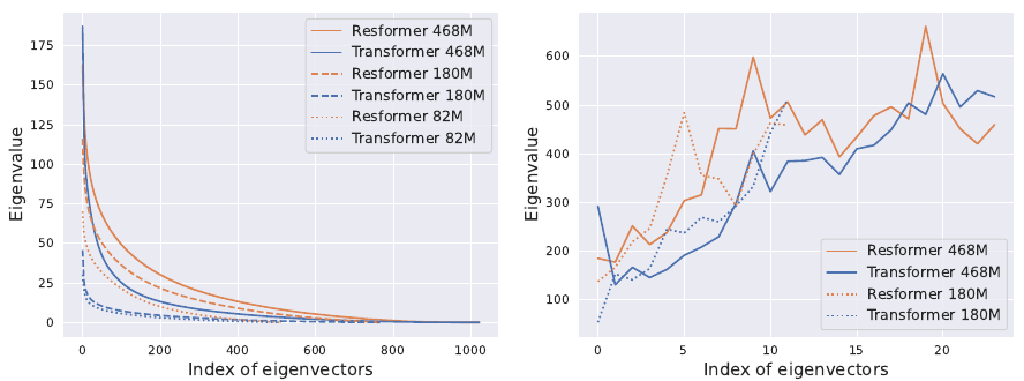 175
150
125
100
75
50
25
0
Eigenvalue
0
200
400
600
800
1000
Index of eigenvectors
Resformer 468M
Transformer 468M
Resformer 180M
Transformer 180M
Resformer 82M
Transformer 82M
600
500
400
300
200
100
Eigenvalue
0
5
10
15
20
Index of eigenvectors
Resformer 468M
Transformer 468M
Resformer 180M
Transformer 180M